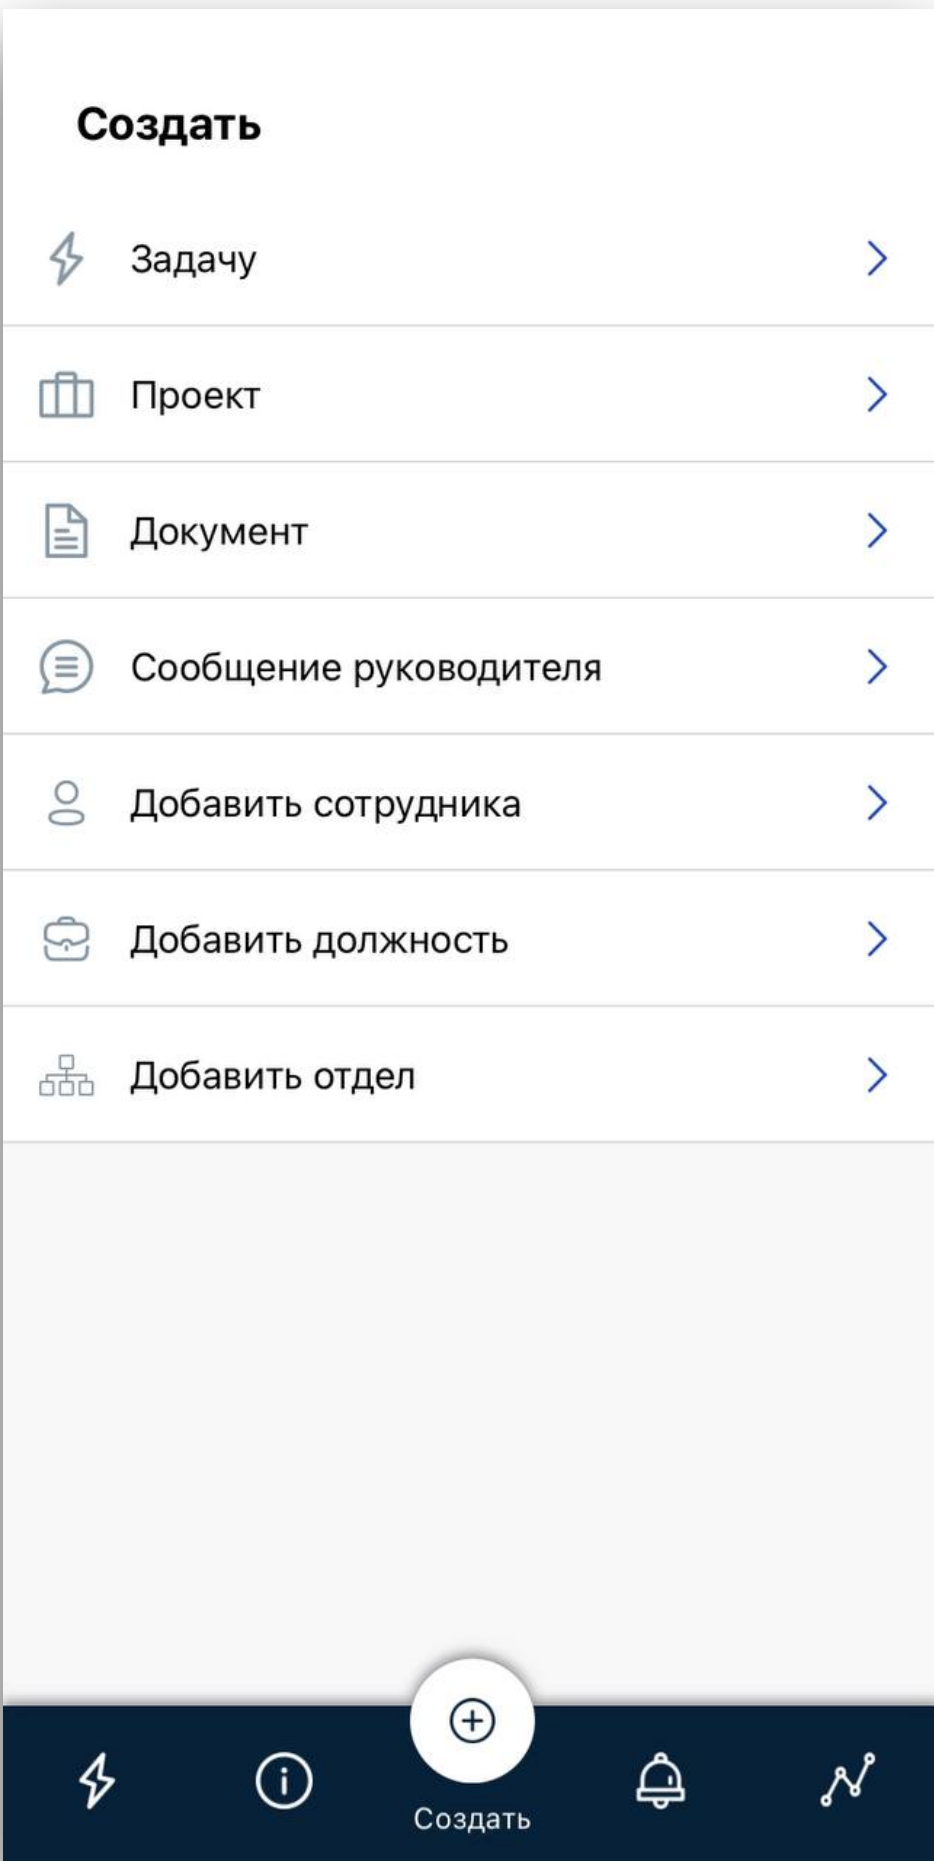 Создать
Задачу
Проект
Документ
Сообщение руководителя
Добавить сотрудника
Добавить должность
Добавить отдел
Создать